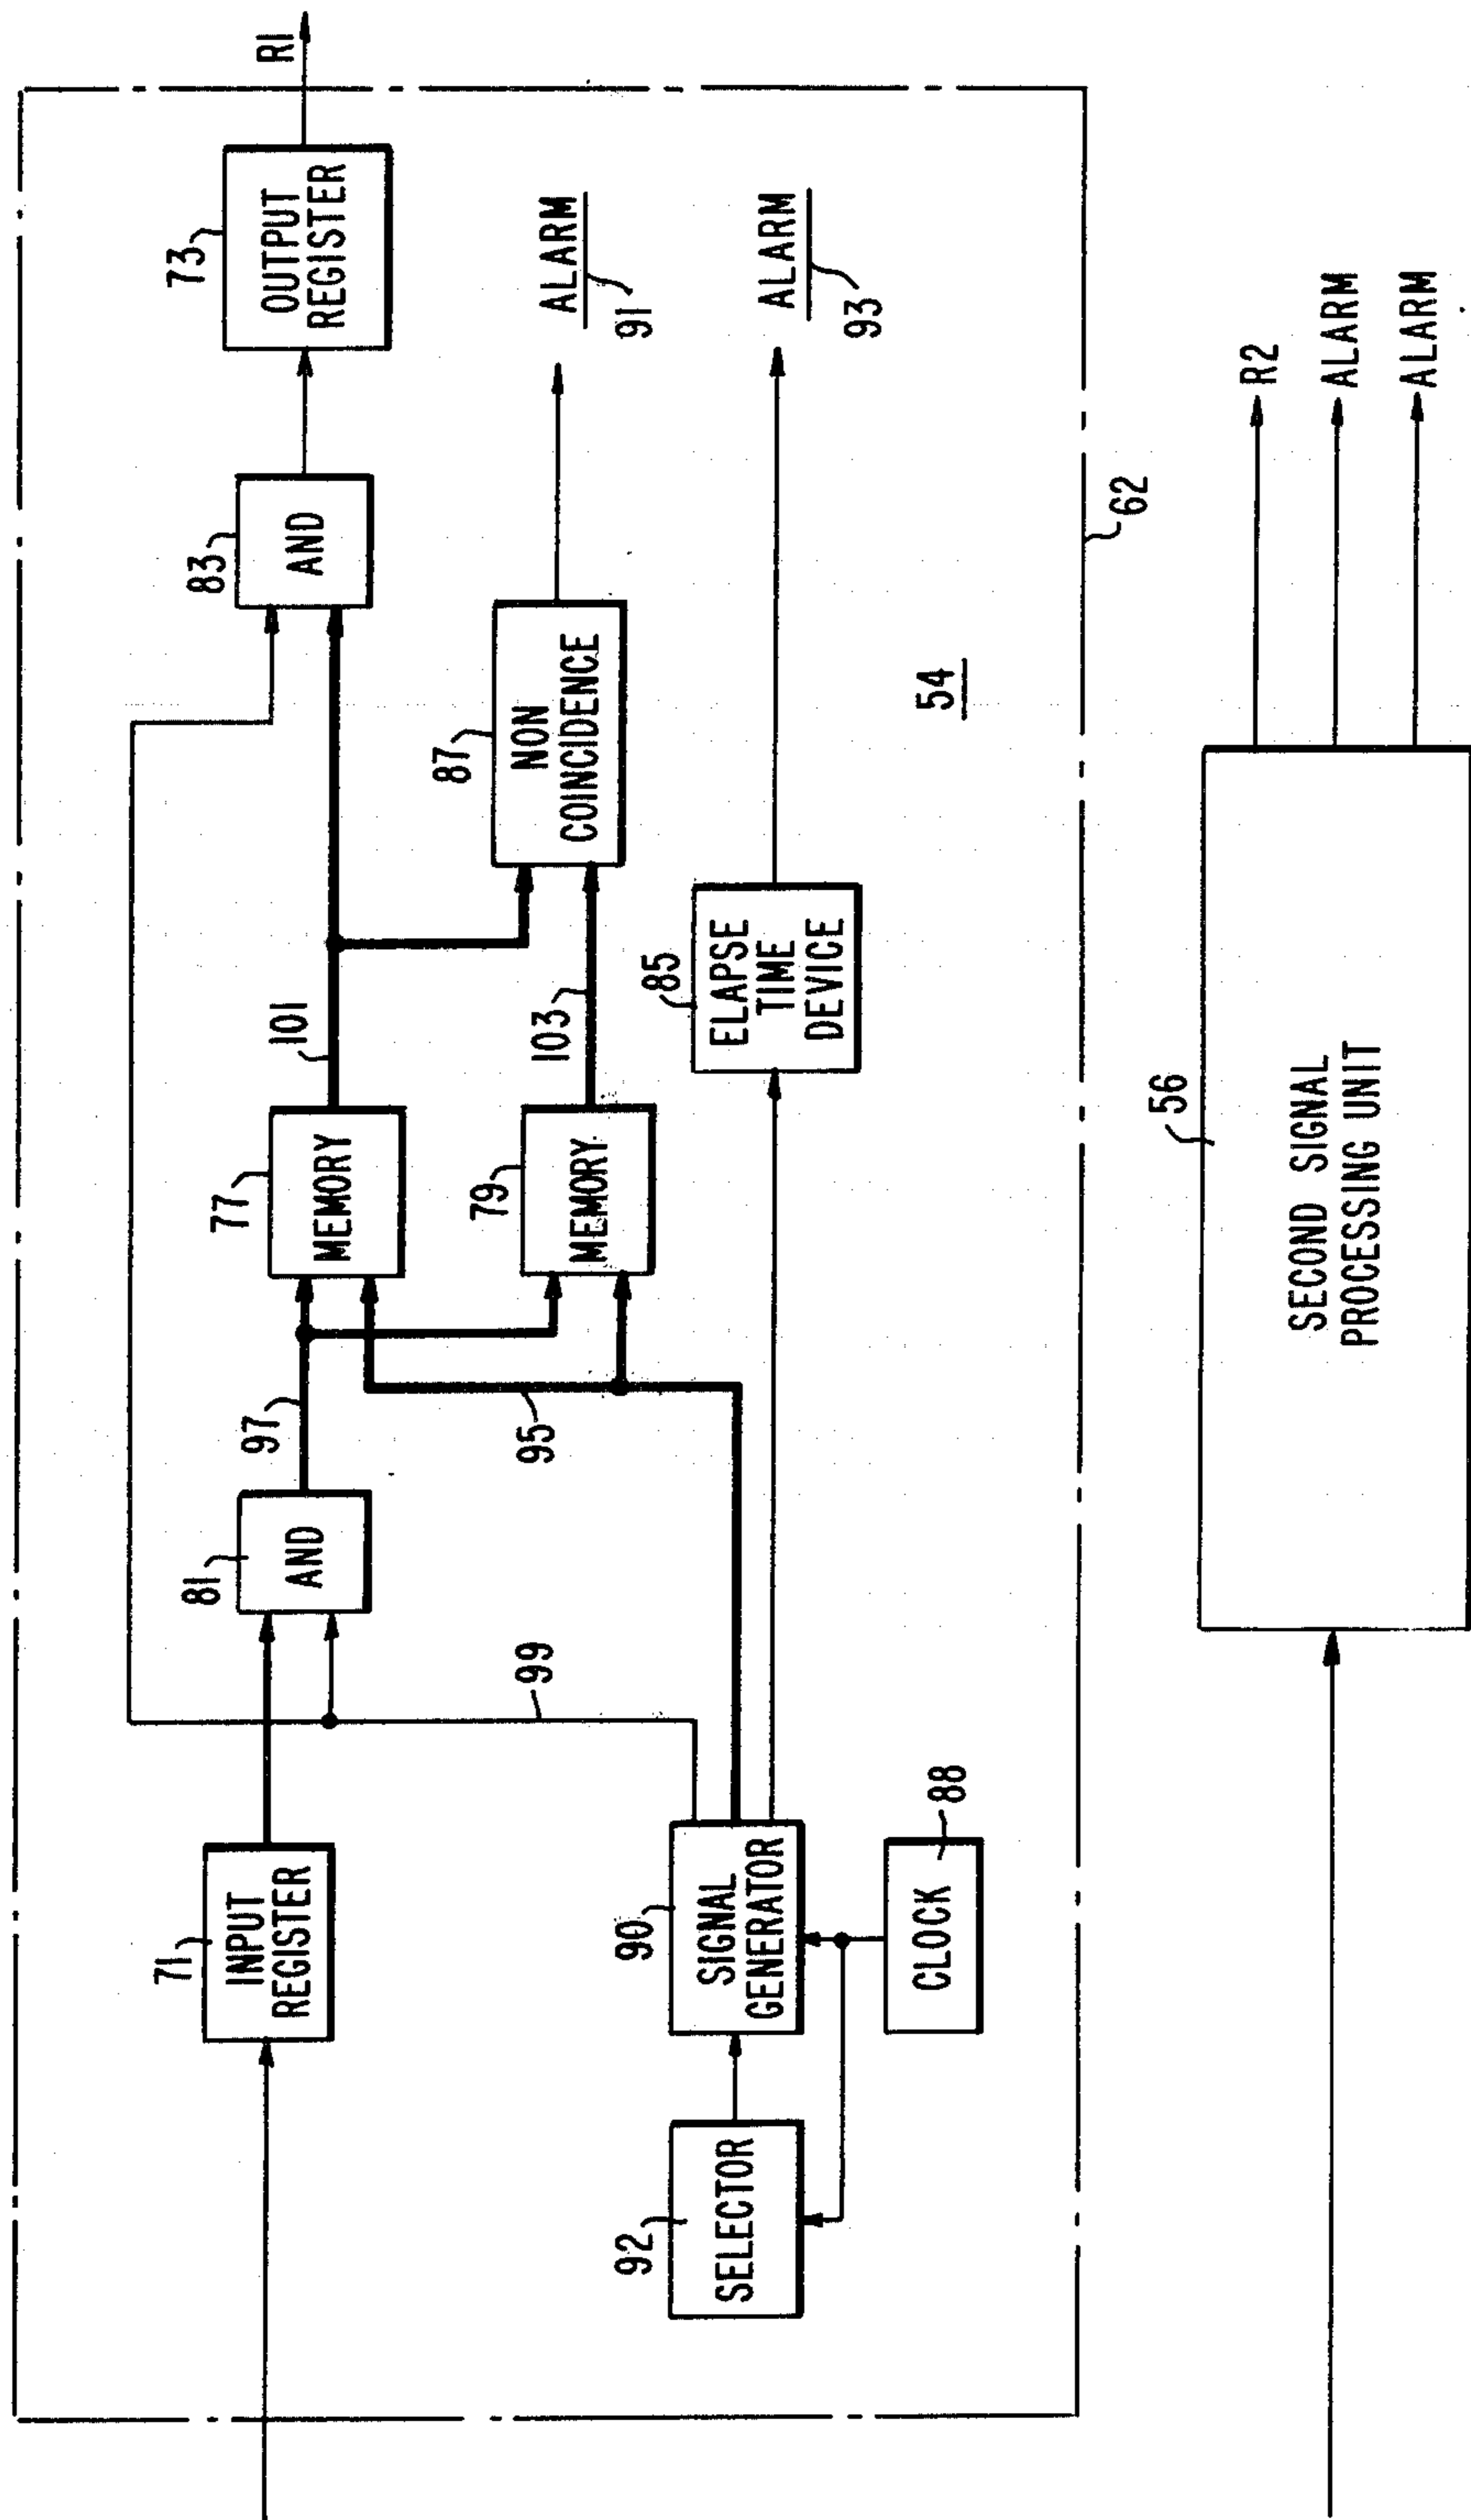 R1
73
OUTPUT
REGISTER
83
AND
ALARM
91
ALARM
93
87
NON
COINCIDENCE
101
77
MEMORY
103
79
MEMORY
85
ELAPSE
TIME
DEVICE
54
62
97
95
81
AND
99
71
INPUT
REGISTER
90
SIGNAL
GENERATOR
88
CLOCK
92
SELECTOR
R2
ALARM
ALARM
56
SECOND SIGNAL
PROCESSING UNIT